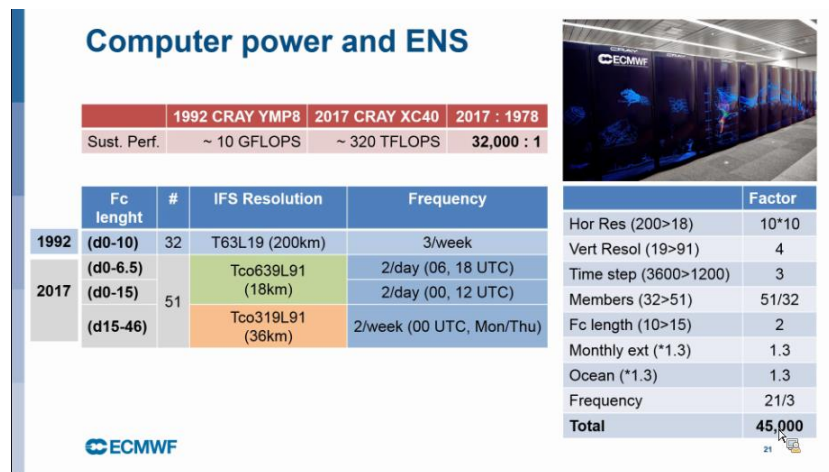 Computer power and ENS
CRAY
ECMWF
1992 CRAY YMP8 2017 CRAY XC40 2017 : 1978
Sust. Perf. ~ 10 GFLOPS ~ 320 TFLOPS 32,000 : 1
Fc lenght # IFS Resolution Frequency
1992 (d0-10) 32 T63L19 (200km) 3/week
2017 (d0-6.5) 51 Tco639L91 (18km) 2/day (06, 18 UTC)
(d0-15) 2/day (00, 12 UTC)
(d15-46) Tco319L91 (36km) 2/week (00 UTC, Mon/Thu)
Factor
Hor Res (200>18) 10*10
Vert Resol (19>91) 4
Time step (3600>1200) 3
Members (32>51) 51/32
Fc length (10>15) 2
Monthly ext (*1.3) 1.3
Ocean (*1.3) 1.3
Frequency 21/3
Total 45,000
ECMWF
21